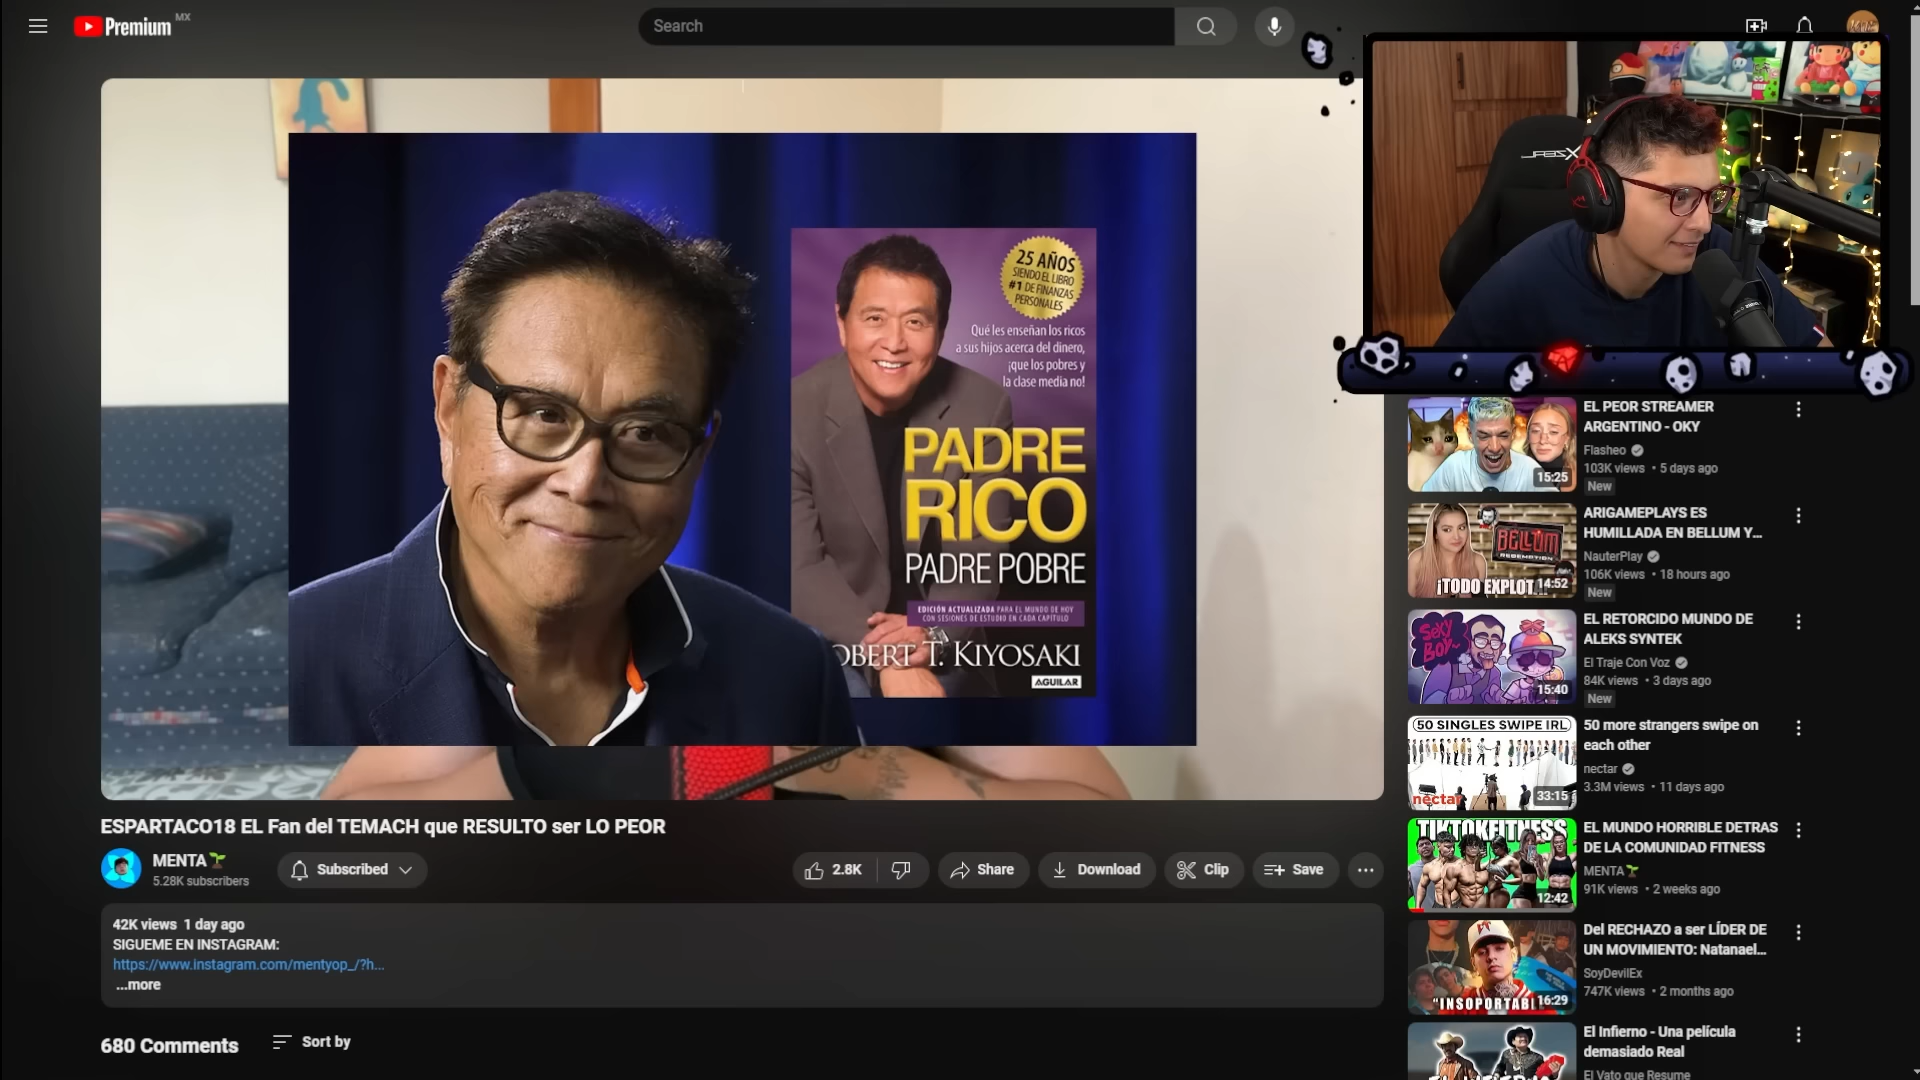 Premium MX
Search
25 AÑOS
SIENDO EL LIBRO
#1 DE FINANZAS
PERSONALES
Qué les enseñan los ricos
a sus hijos acerca del dinero,
¡que los pobres y
la clase media no!
PADRE
RICO
PADRE POBRE
EDICIÓN ACTUALIZADA PARA EL MUNDO DE HOY
CON SESIONES DE ESTUDIO EN CADA CAPÍTULO
OBERT T. KIYOSAKI
AGUILAR
ESPARTACO18 EL Fan del TEMACH que RESULTO ser LO PEOR
MENTA
5.28K subscribers
Subscribed
2.8K
Share
Download
Clip
Save
42K views 1 day ago
SIGUEME EN INSTAGRAM:
https://www.instagram.com/mentyop_/?h...
...more
680 Comments
Sort by
EL PEOR STREAMER
ARGENTINO - OKY
Flasheo
103K views • 5 days ago
New
15:25
ARIGAMEPLAYS ES
HUMILLADA EN BELLUM Y...
NauterPlay
106K views • 18 hours ago
New
BELLUM
REDEMPTION
¡TODO EXPLOT
14:52
EL RETORCIDO MUNDO DE
ALEKS SYNTEK
El Traje Con Voz
84K views • 3 days ago
New
SEXY
BOY
15:40
50 more strangers swipe on
each other
nectar
3.3M views • 11 days ago
50 SINGLES SWIPE IRL
nectar
33:15
EL MUNDO HORRIBLE DETRAS
DE LA COMUNIDAD FITNESS
MENTA
91K views • 2 weeks ago
TIKTOKFITNESS
12:42
Del RECHAZO a ser LÍDER DE
UN MOVIMIENTO: Natanael...
SoyDevilEx
747K views • 2 months ago
"INSOPORTABL
16:29
El Infierno - Una película
demasiado Real
El Vato que Resume